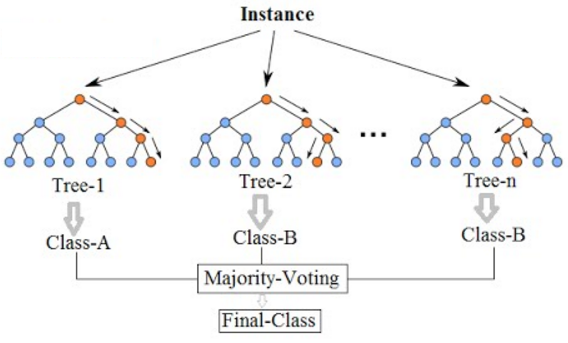 Instance
...
Tree-1
Tree-2
Tree-n
Class-A
Class-B
Class-B
Majority-Voting
Final-Class